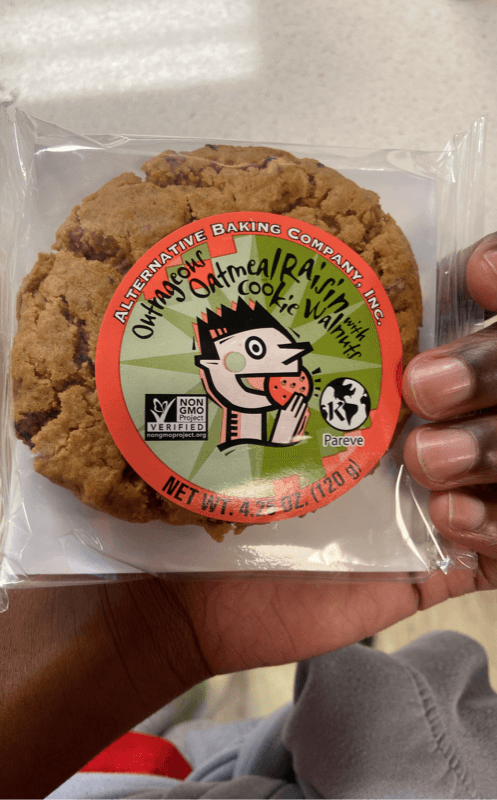 ALTERNATIVE BAKING COMPANY, INC.
Outrageous
Oatmeal Raisin
Cookie with
Walnuts
NON
GMO
Project
VERIFIED
nongmoproject.org
K
Pareve
NET WT. 4.25 OZ. (120 g)